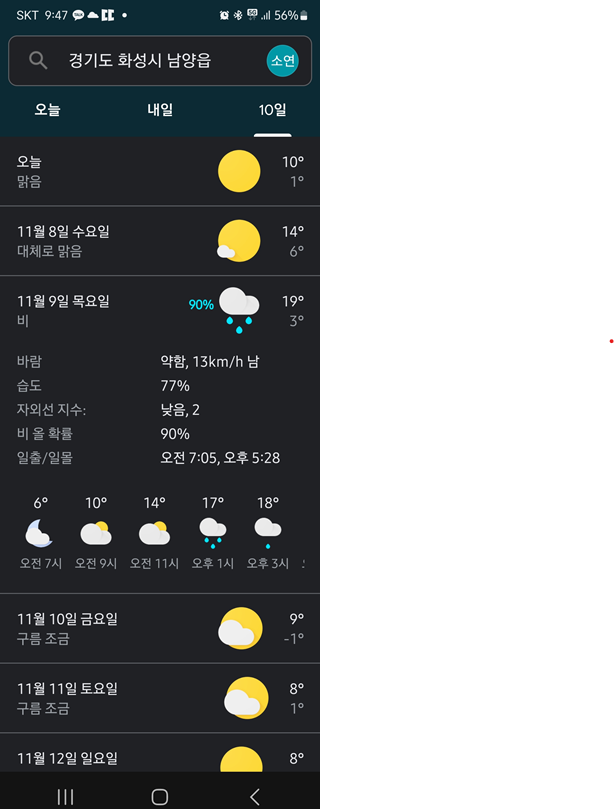 SKT 9:47 TALK 5G 56%
경기도 화성시 남양읍 소연
오늘 내일 10일
오늘 10°
맑음 1°
11월 8일 수요일 14°
대체로 맑음 6°
11월 9일 목요일 90% 19°
비 3°
바람 약함, 13km/h 남
습도 77%
자외선 지수: 낮음, 2
비 올 확률 90%
일출/일몰 오전 7:05, 오후 5:28
6° 10° 14° 17° 18°
오전 7시 오전 9시 오전 11시 오후 1시 오후 3시
11월 10일 금요일 9°
구름 조금 -1°
11월 11일 토요일 8°
구름 조금 1°
11월 12일 일요일 8°